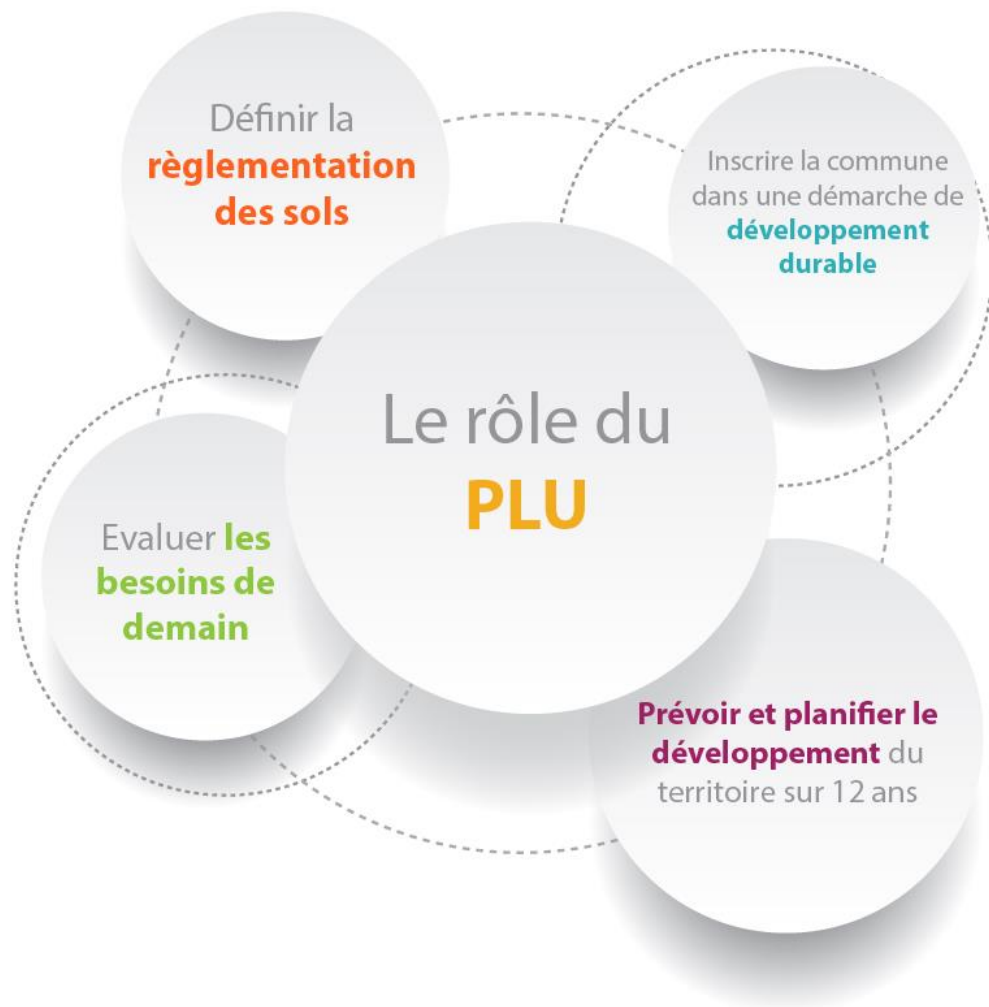 Définir la
règlementation
des sols
Inscrire la commune
dans une démarche de
développement
durable
Le rôle du
PLU
Evaluer les
besoins de
demain
Prévoir et planifier le
développement du
territoire sur 12 ans